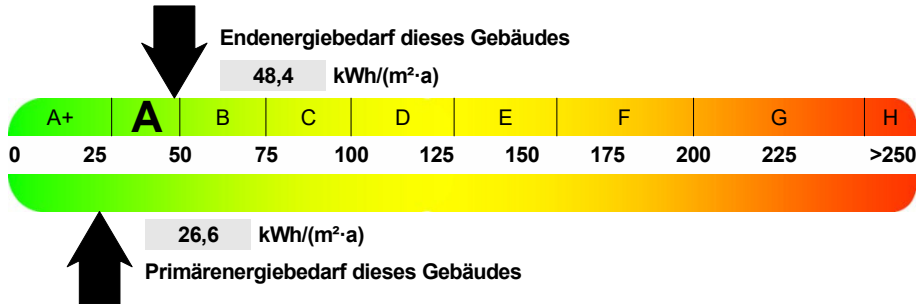 Endenergiebedarf dieses Gebäudes
48,4 kWh/(m²·a)
A+ A B C D E F G H
0 25 50 75 100 125 150 175 200 225 >250
26,6 kWh/(m²·a)
Primärenergiebedarf dieses Gebäudes